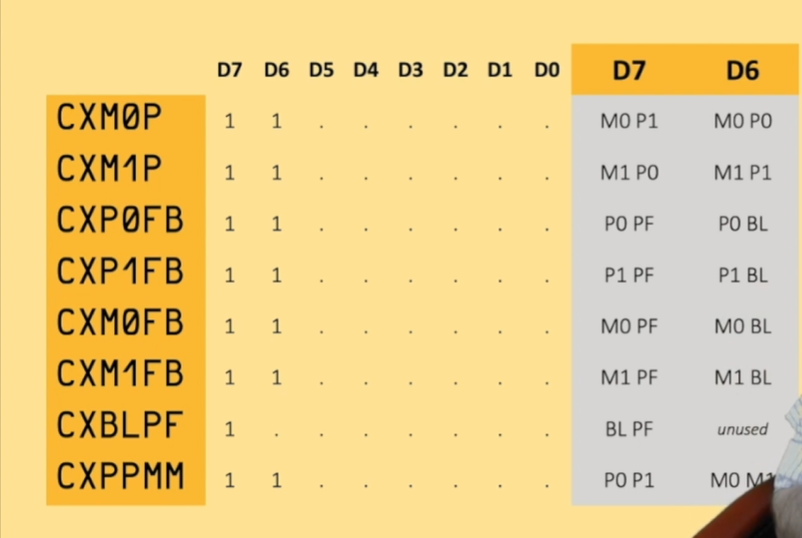 D7 D6 D5 D4 D3 D2 D1 D0 D7 D6
CXM0P 1 1 . . . . . . M0 P1 M0 P0
CXM1P 1 1 . . . . . . M1 P0 M1 P1
CXP0FB 1 1 . . . . . . P0 PF P0 BL
CXP1FB 1 1 . . . . . . P1 PF P1 BL
CXM0FB 1 1 . . . . . . M0 PF M0 BL
CXM1FB 1 1 . . . . . . M1 PF M1 BL
CXBLPF 1 . . . . . . . BL PF unused
CXPPMM 1 1 . . . . . . P0 P1 M0 M1